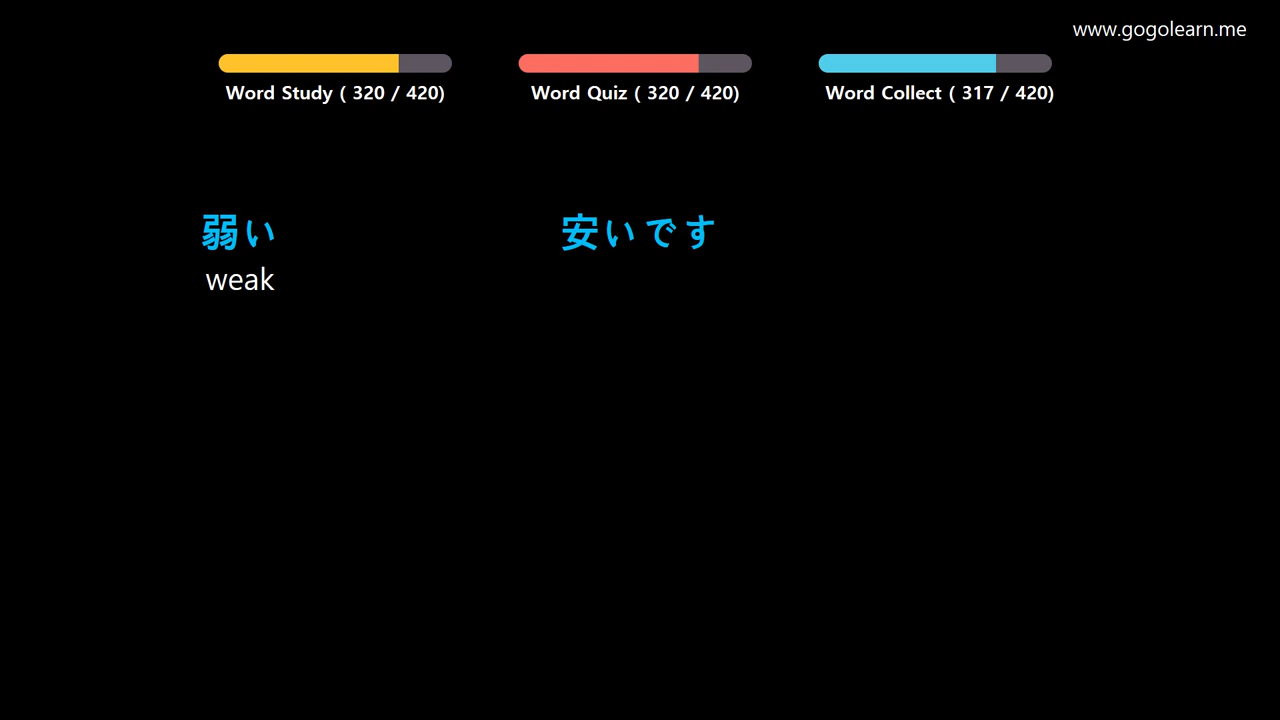 www.gogolearn.me
Word Study ( 320 / 420)
Word Quiz ( 320 / 420)
Word Collect ( 317 / 420)
弱い
weak
安いです